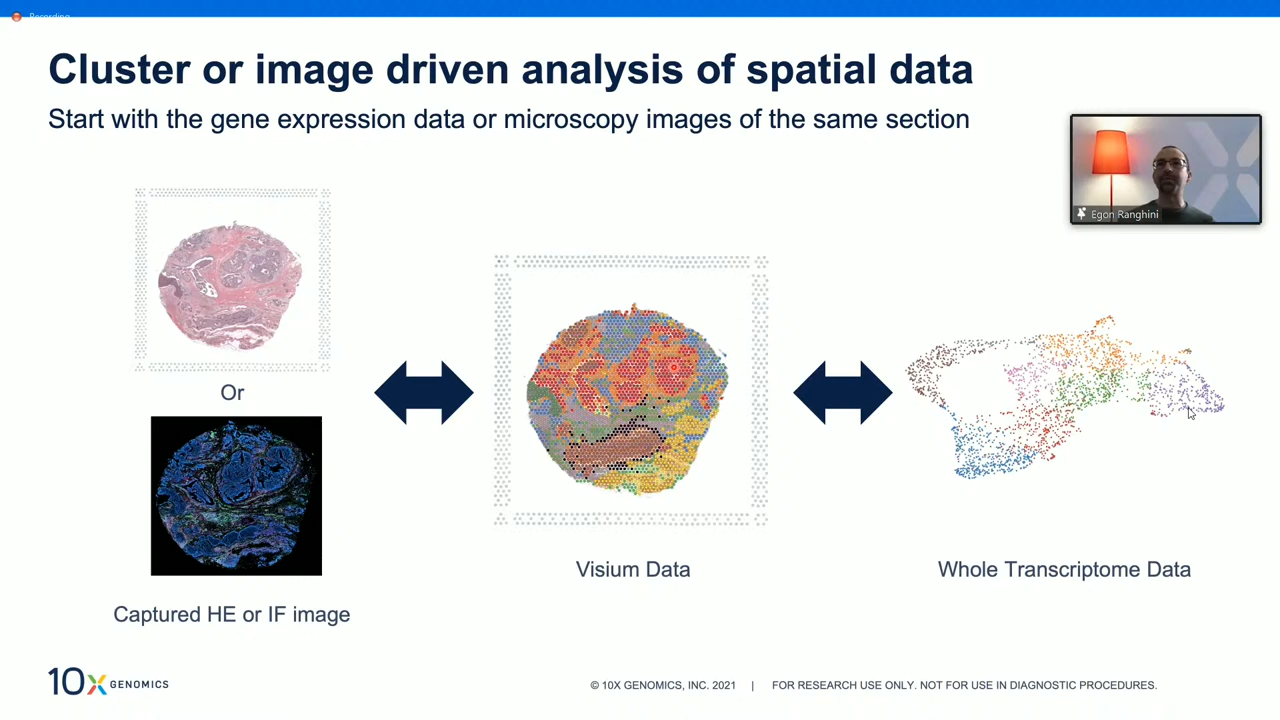 Recording
Cluster or image driven analysis of spatial data
Start with the gene expression data or microscopy images of the same section
Egon Ranghini
Or
Captured HE or IF image
Visium Data
Whole Transcriptome Data
10X GENOMICS
© 10X GENOMICS, INC. 2021 | FOR RESEARCH USE ONLY. NOT FOR USE IN DIAGNOSTIC PROCEDURES.